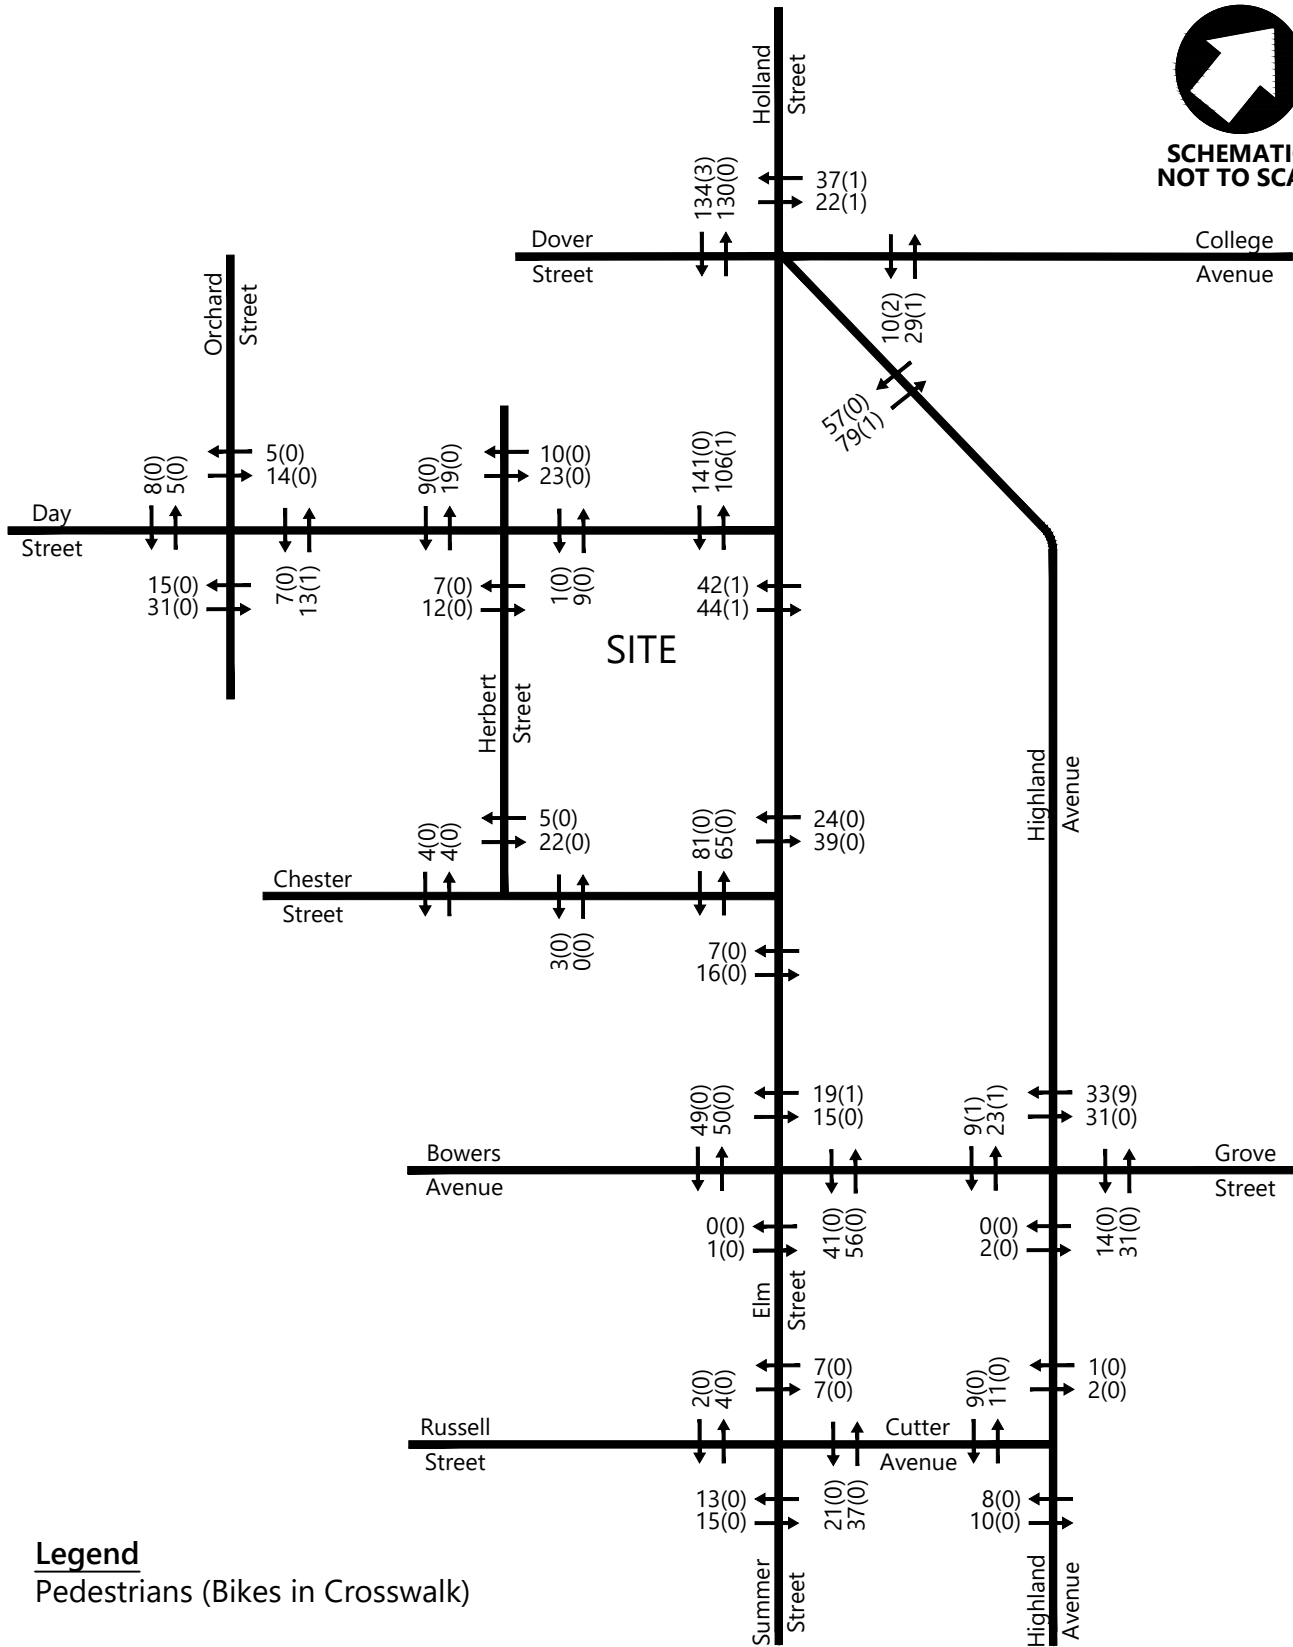 Holland
Street
SCHEMATI
NOT TO SCA
134(3)
130(0)
37(1)
22(1)
Dover
Street
College
Avenue
10(2)
29(1)
57(0)
79(1)
Orchard
Street
8(0)
5(0)
5(0)
14(0)
9(0)
19(0)
10(0)
23(0)
141(0)
106(1)
Day
Street
15(0)
31(0)
7(0)
13(1)
7(0)
12(0)
1(0)
9(0)
42(1)
44(1)
SITE
Herbert
Street
Highland
Avenue
4(0)
4(0)
5(0)
22(0)
81(0)
65(0)
24(0)
39(0)
Chester
Street
3(0)
0(0)
7(0)
16(0)
49(0)
50(0)
19(1)
15(0)
9(1)
23(1)
33(9)
31(0)
Bowers
Avenue
Grove
Street
0(0)
1(0)
41(0)
56(0)
0(0)
2(0)
14(0)
31(0)
Elm
Street
2(0)
4(0)
7(0)
7(0)
9(0)
11(0)
1(0)
2(0)
Russell
Street
Cutter
Avenue
13(0)
15(0)
21(0)
37(0)
8(0)
10(0)
Summer
Street
Highland
Avenue
Legend
Pedestrians (Bikes in Crosswalk)